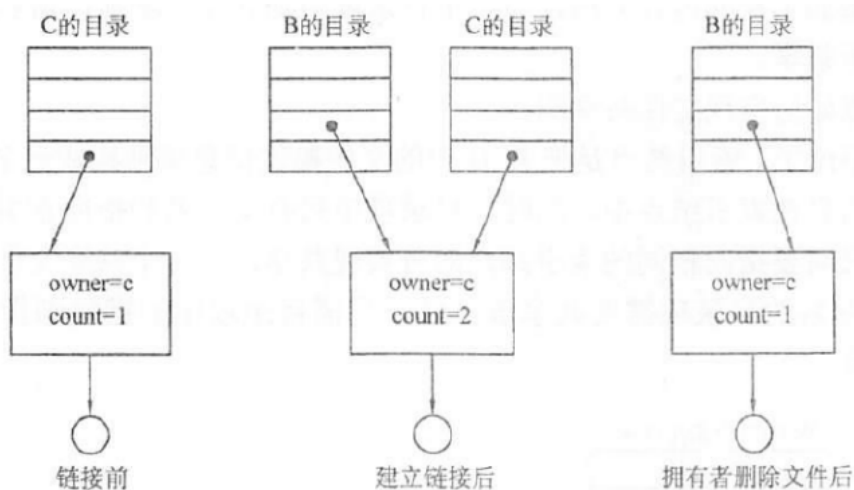 C的目录
B的目录
C的目录
B的目录
owner=c
count=1
owner=c
count=2
owner=c
count=1
链接前
建立链接后
拥有者删除文件后